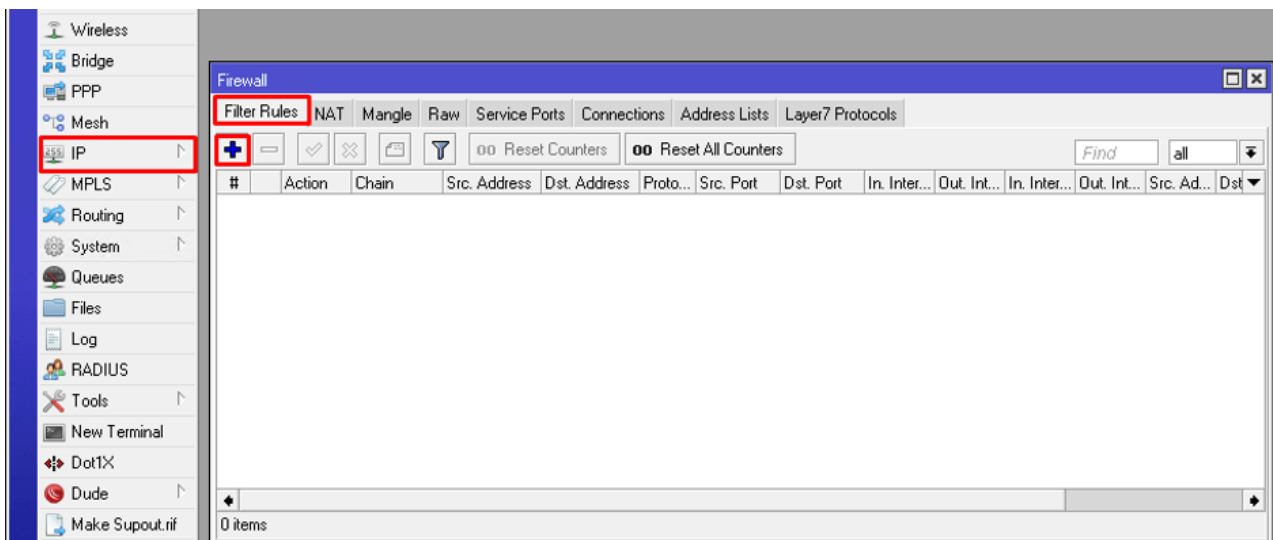 Wireless
Bridge
PPP
Mesh
IP
MPLS
Routing
System
Queues
Files
Log
RADIUS
Tools
New Terminal
Dot1X
Dude
Make Supout.rif
Firewall
Filter Rules NAT Mangle Raw Service Ports Connections Address Lists Layer7 Protocols
00 Reset Counters 00 Reset All Counters Find all
# Action Chain Src. Address Dst. Address Proto... Src. Port Dst. Port In. Inter... Out. Int... In. Inter... Out. Int... Src. Ad... Dst
0 items